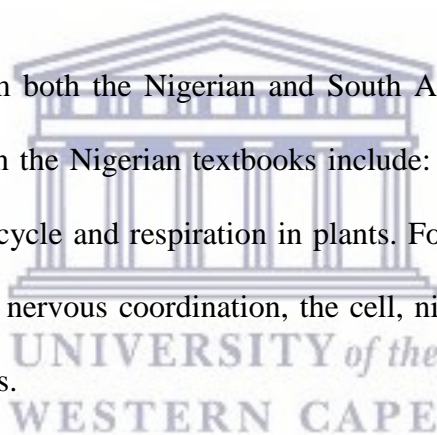 n both the Nigerian and South A
n the Nigerian textbooks include:
cycle and respiration in plants. Fo
nervous coordination, the cell, ni
UNIVERSITY of the
s.
WESTERN CAPE